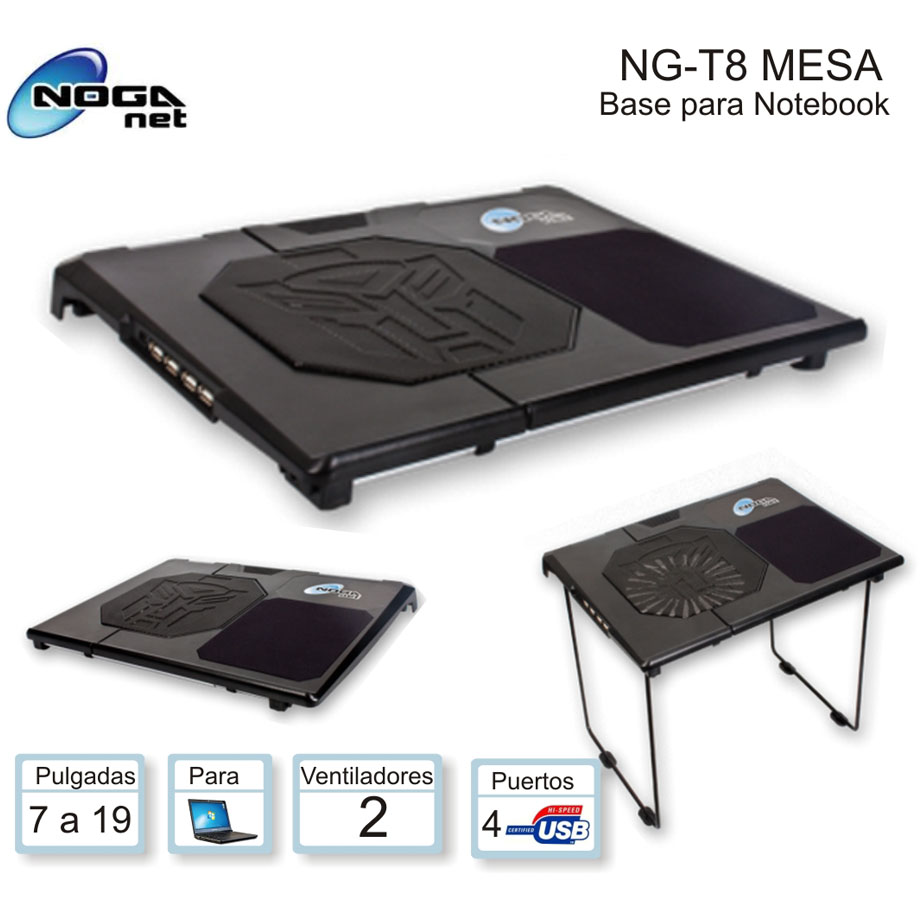 NOGA
net
NG-T8 MESA
Base para Notebook
Pulgadas
7 a 19
Para
Ventiladores
2
Puertos
4
HI-SPEED
CERTIFIED USB